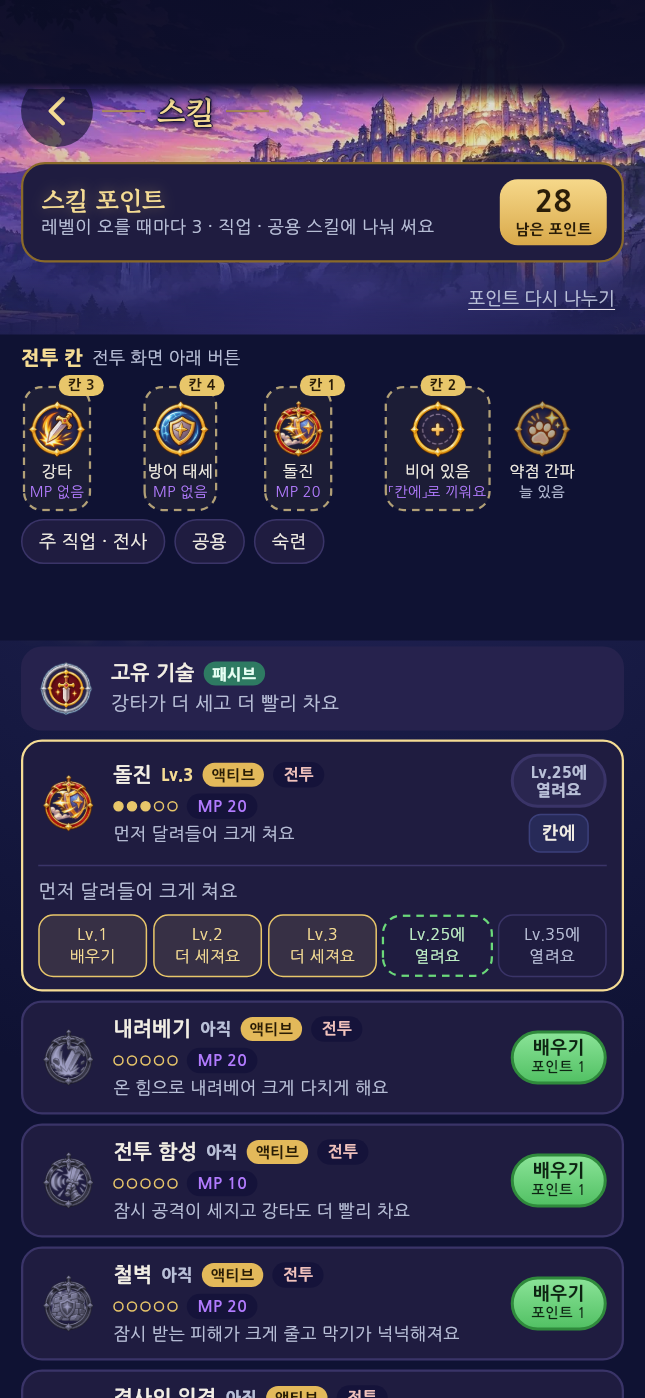 스킬
스킬 포인트
레벨이 오를 때마다 3 · 직업 · 공용 스킬에 나눠 써요
28
남은 포인트
포인트 다시 나누기
전투 칸 전투 화면 아래 버튼
칸 3
강타
MP 없음
칸 4
방어 태세
MP 없음
칸 1
돌진
MP 20
칸 2
비어 있음
「칸에」로 끼워요
약점 간파
늘 있음
주 직업 · 전사
공용
숙련
고유 기술 패시브
강타가 더 세고 더 빨리 차요
돌진 Lv.3 액티브 전투
MP 20
먼저 달려들어 크게 쳐요
Lv.25에
열려요
칸에
먼저 달려들어 크게 쳐요
Lv.1
배우기
Lv.2
더 세져요
Lv.3
더 세져요
Lv.25에
열려요
Lv.35에
열려요
내려베기 아직 액티브 전투
MP 20
온 힘으로 내려베어 크게 다치게 해요
배우기
포인트 1
전투 함성 아직 액티브 전투
MP 10
잠시 공격이 세지고 강타도 더 빨리 차요
배우기
포인트 1
철벽 아직 액티브 전투
MP 20
잠시 받는 피해가 크게 줄고 막기가 넉넉해져요
배우기
포인트 1
아직 액티브 전투